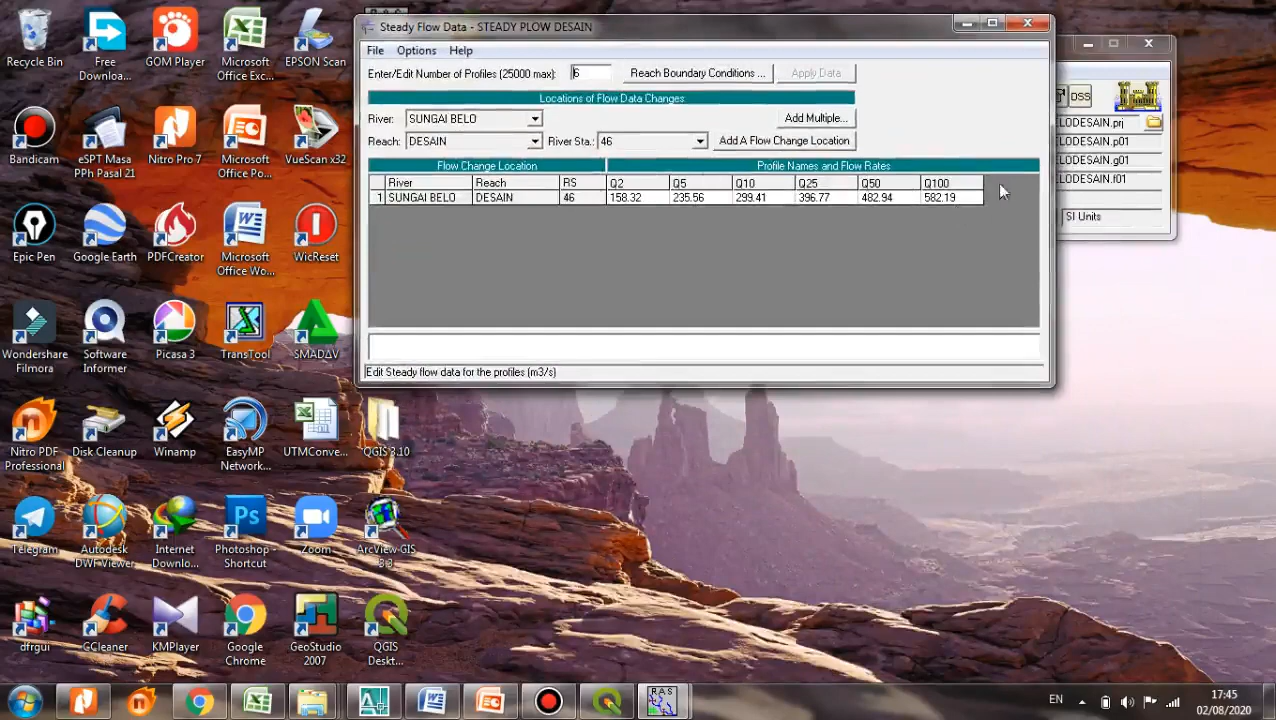 Steady Flow Data - STEADY PLOW DESAIN
File Options Help
Enter/Edit Number of Profiles (25000 max): 6 Reach Boundary Conditions ... Apply Data
Locations of Flow Data Changes
River: SUNGAI BELO Add Multiple...
Reach: DESAIN River Sta.: 46 Add A Flow Change Location
Flow Change Location Profile Names and Flow Rates
River Reach RS Q2 Q5 Q10 Q25 Q50 Q100
1 SUNGAI BELO DESAIN 46 158.32 235.56 299.41 396.77 482.94 582.19
Edit Steady flow data for the profiles (m3/s)
DSS
ELODESAIN.prj
ELODESAIN.p01
ELODESAIN.g01
ELODESAIN.f01
SI Units
Recycle Bin
Free
Downloa...
GOM Player
Microsoft
Office Exc...
EPSON Scan
Bandicam
eSPT Masa
PPh Pasal 21
Nitro Pro 7
Microsoft
Office Po...
VueScan x32
Epic Pen
Google Earth
PDFCreator
Microsoft
Office Wo...
WicReset
Wondershare
Filmora
Software
Informer
Picasa 3
TransTool
SMADΔV
Nitro PDF
Professional
Disk Cleanup
Winamp
EasyMP
Network...
UTMConve...
QGIS 3.10
Telegram
Autodesk
DWF Viewer
Internet
Downlo...
Ps
Photoshop -
Shortcut
Zoom
ArcView GIS
3.3
dfrgui
CCleaner
KMPlayer
Google
Chrome
GeoStudio
2007
QGIS
Deskt...
RAS
EN
17:45
02/08/2020